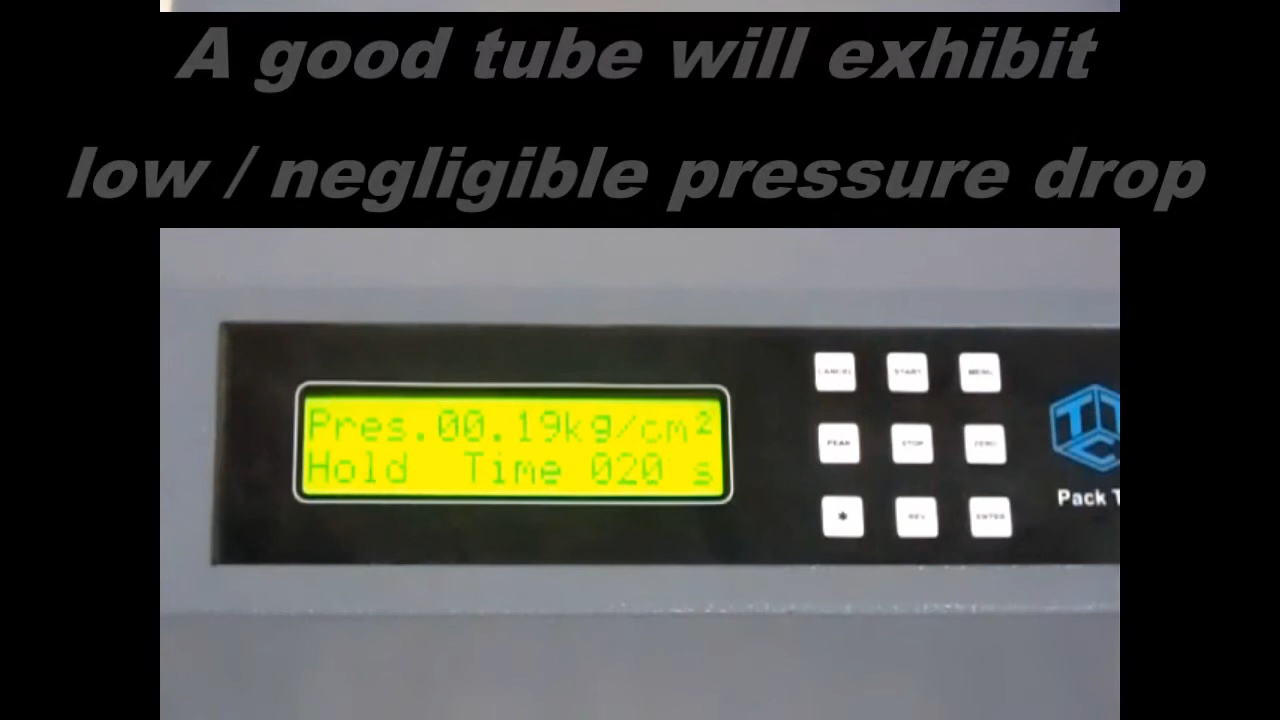 A good tube will exhibit
low / negligible pressure drop
Pres.00.19kg/cm²
Hold Time 020 s
CANCEL START MENU
PEAK STOP ZERO
* REV ENTER
Pack T